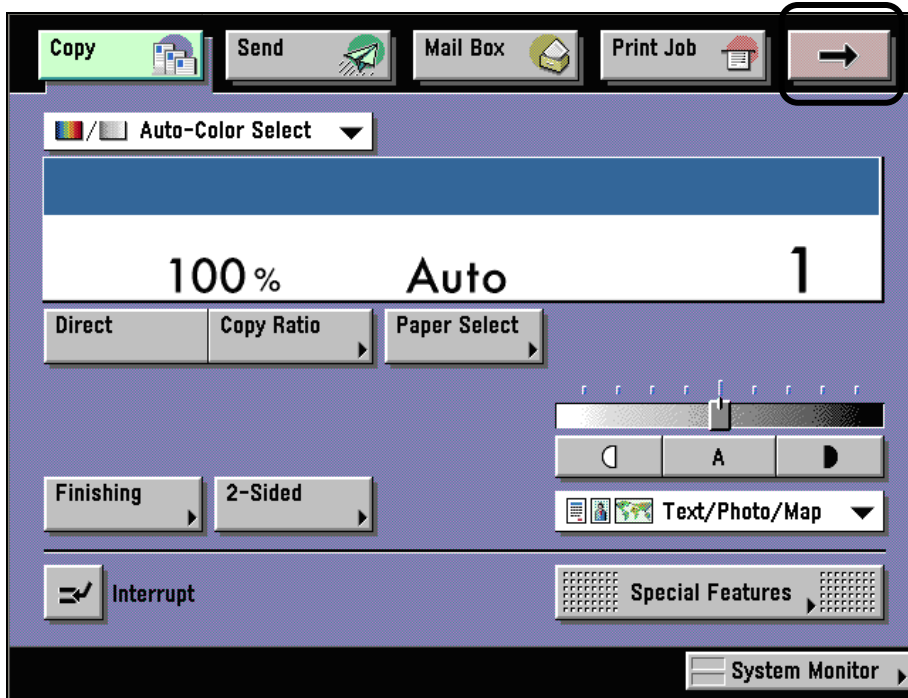 Copy
Send
Mail Box
Print Job
Auto-Color Select
100%
Auto
1
Direct
Copy Ratio
Paper Select
A
Finishing
2-Sided
Text/Photo/Map
Interrupt
Special Features
System Monitor